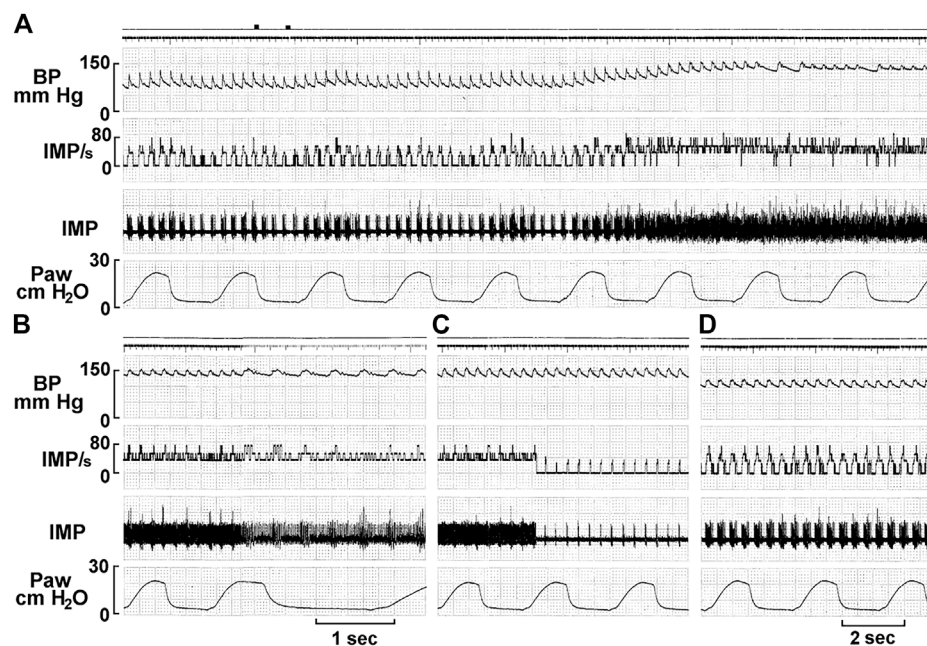 A
BP
mm Hg
150
0
IMP/s
80
0
IMP
Paw
cm H2O
30
0
B
C
D
BP
mm Hg
150
0
IMP/s
80
0
IMP
Paw
cm H2O
30
0
1 sec
2 sec